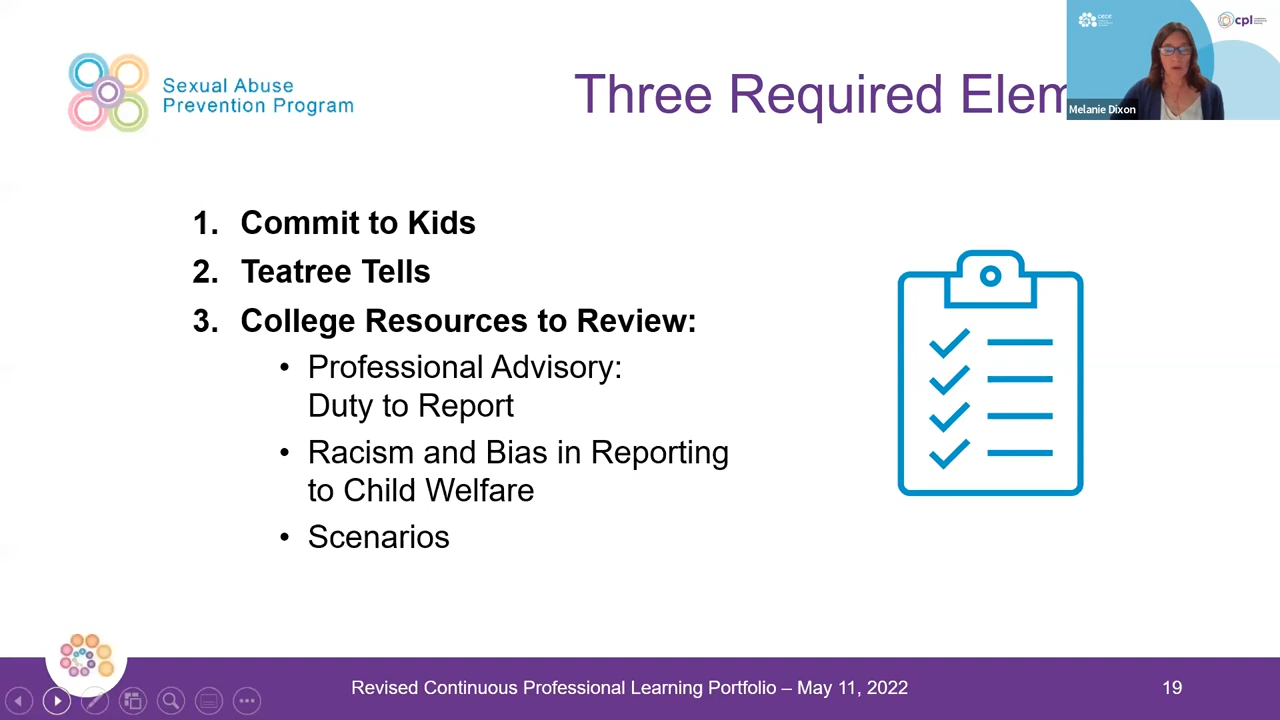 CECE
cpl
Melanie Dixon
Sexual Abuse
Prevention Program
Three Required Elem
1. Commit to Kids
2. Teatree Tells
3. College Resources to Review:
• Professional Advisory:
Duty to Report
• Racism and Bias in Reporting
to Child Welfare
• Scenarios
Revised Continuous Professional Learning Portfolio – May 11, 2022
19